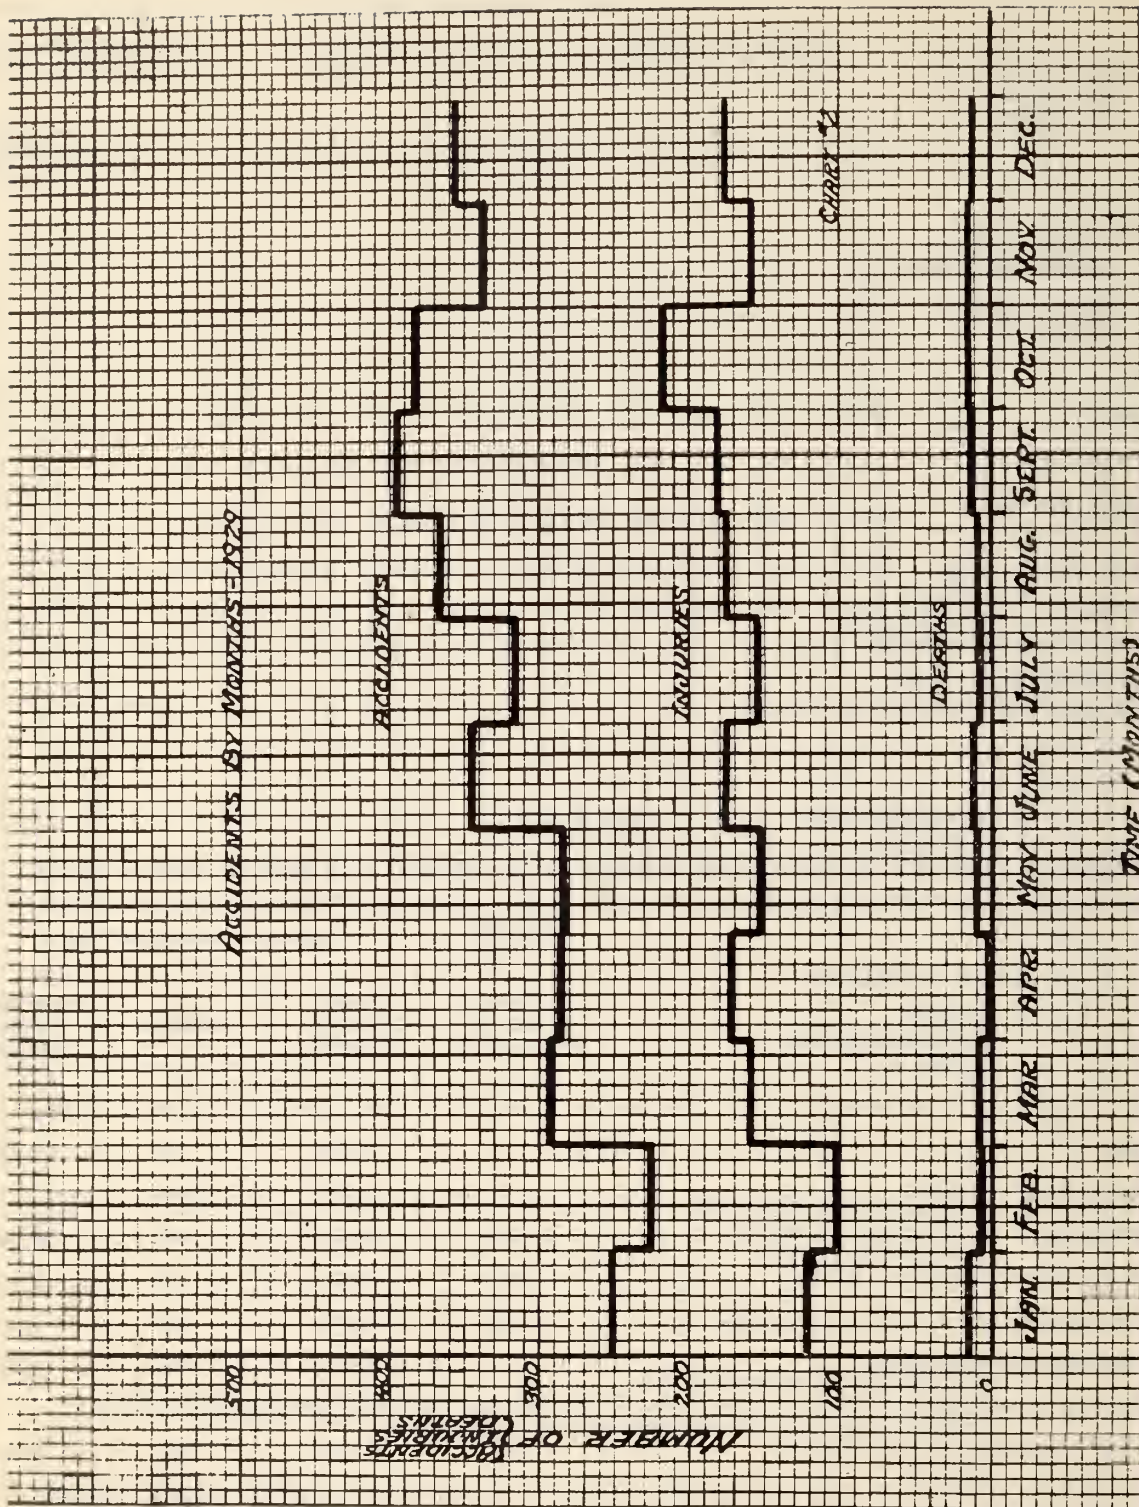 ACCIDENTS BY MONTHS-1929
NUMBER OF
ACCIDENTS
INJURIES
DEATHS
500
400
300
200
100
0
ACCIDENTS
INJURIES
DEATHS
CHART #2
JAN. FEB. MAR APR. MAY JUNE JULY AUG. SEPT. OCT NOV. DEC.
TIME (MONTHS)